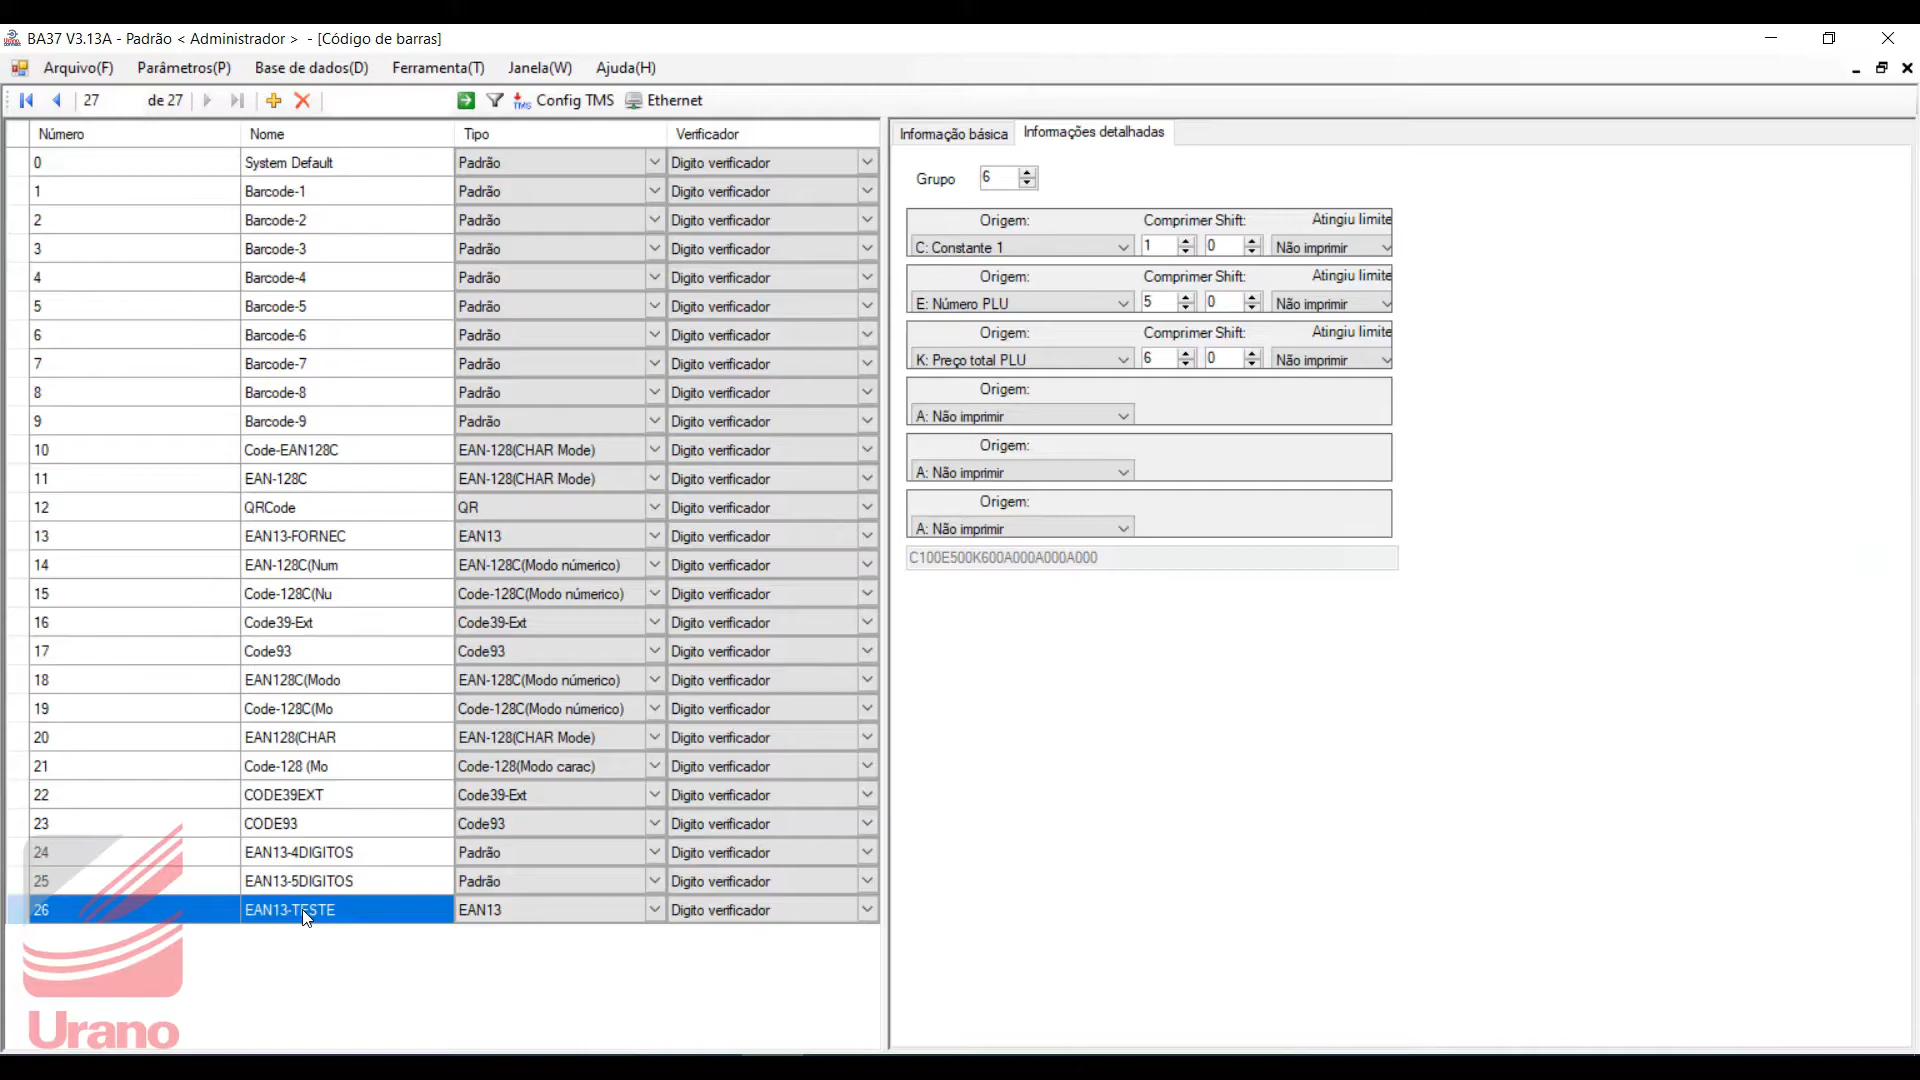 BA37 V3.13A - Padrão < Administrador > - [Código de barras]
Arquivo(F) Parâmetros(P) Base de dados(D) Ferramenta(T) Janela(W) Ajuda(H)
27 de 27 TMS Config TMS Ethernet
Número Nome Tipo Verificador
0 System Default Padrão Digito verificador
1 Barcode-1 Padrão Digito verificador
2 Barcode-2 Padrão Digito verificador
3 Barcode-3 Padrão Digito verificador
4 Barcode-4 Padrão Digito verificador
5 Barcode-5 Padrão Digito verificador
6 Barcode-6 Padrão Digito verificador
7 Barcode-7 Padrão Digito verificador
8 Barcode-8 Padrão Digito verificador
9 Barcode-9 Padrão Digito verificador
10 Code-EAN128C EAN-128(CHAR Mode) Digito verificador
11 EAN-128C EAN-128(CHAR Mode) Digito verificador
12 QRCode QR Digito verificador
13 EAN13-FORNEC EAN13 Digito verificador
14 EAN-128C(Num EAN-128C(Modo númerico) Digito verificador
15 Code-128C(Nu Code-128C(Modo númerico) Digito verificador
16 Code39-Ext Code39-Ext Digito verificador
17 Code93 Code93 Digito verificador
18 EAN128C(Modo EAN-128C(Modo númerico) Digito verificador
19 Code-128C(Mo Code-128C(Modo númerico) Digito verificador
20 EAN128(CHAR EAN-128(CHAR Mode) Digito verificador
21 Code-128 (Mo Code-128(Modo carac) Digito verificador
22 CODE39EXT Code39-Ext Digito verificador
23 CODE93 Code93 Digito verificador
24 EAN13-4DIGITOS Padrão Digito verificador
25 EAN13-5DIGITOS Padrão Digito verificador
26 EAN13-TESTE EAN13 Digito verificador
Urano
Informação básica Informações detalhadas
Grupo 6
Origem: Comprimer Shift: Atingiu limite
C: Constante 1 1 0 Não imprimir
Origem: Comprimer Shift: Atingiu limite
E: Número PLU 5 0 Não imprimir
Origem: Comprimer Shift: Atingiu limite
K: Preço total PLU 6 0 Não imprimir
Origem:
A: Não imprimir
Origem:
A: Não imprimir
Origem:
A: Não imprimir
C100E500K600A000A000A000